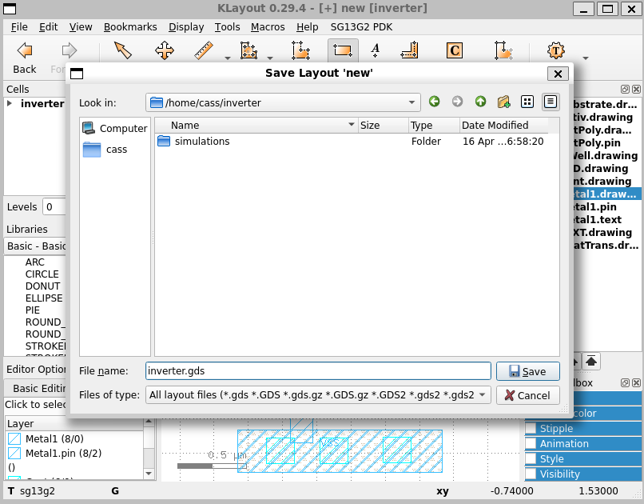 KLayout 0.29.4 - [+] new [inverter]
File Edit View Bookmarks Display Tools Macros Help SG13G2 PDK
Back
Cells
inverter
Levels 0
Libraries
Basic - Basic
ARC
CIRCLE
DONUT
ELLIPSE
PIE
ROUND_
ROUND_
STROKE
Editor Option
Basic Editin
Click to selec
Layer
Metal1 (8/0)
Metal1.pin (8/2)
()
Save Layout 'new'
Look in: /home/cass/inverter
Computer
cass
Name Size Type Date Modified
simulations Folder 16 Apr ...6:58:20
File name: inverter.gds Save
Files of type: All layout files (*.gds *.GDS *.gds.gz *.GDS.gz *.GDS2 *.gds2 *.gds2 Cancel
bstrate.dr...
tiv.drawing
tPoly.dra...
tPoly.pin
Well.drawing
D.drawing
nt.drawing
tal1.draw...
tal1.pin
tal1.text
XT.drawing
atTrans.dr...
box
color
Stipple
Animation
Style
Visibility
0.5 µm
T sg13g2 G xy -0.74000 1.53000